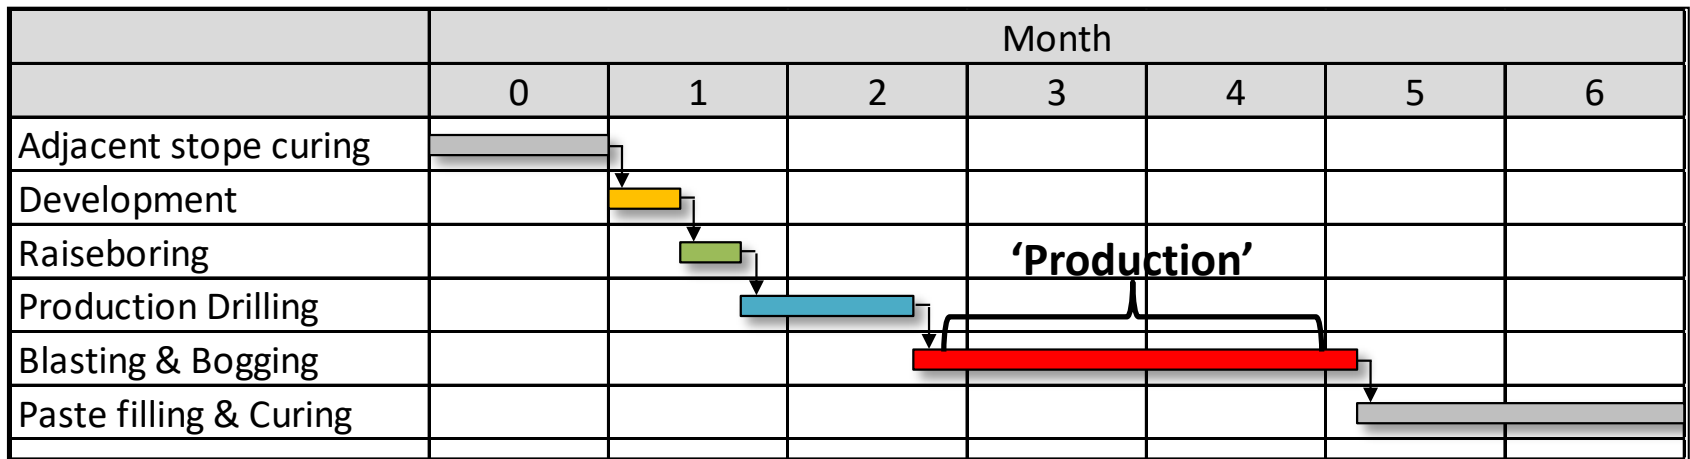 Month
0 1 2 3 4 5 6
Adjacent stope curing
Development
Raiseboring
‘Production’
Production Drilling
Blasting & Bogging
Paste filling & Curing